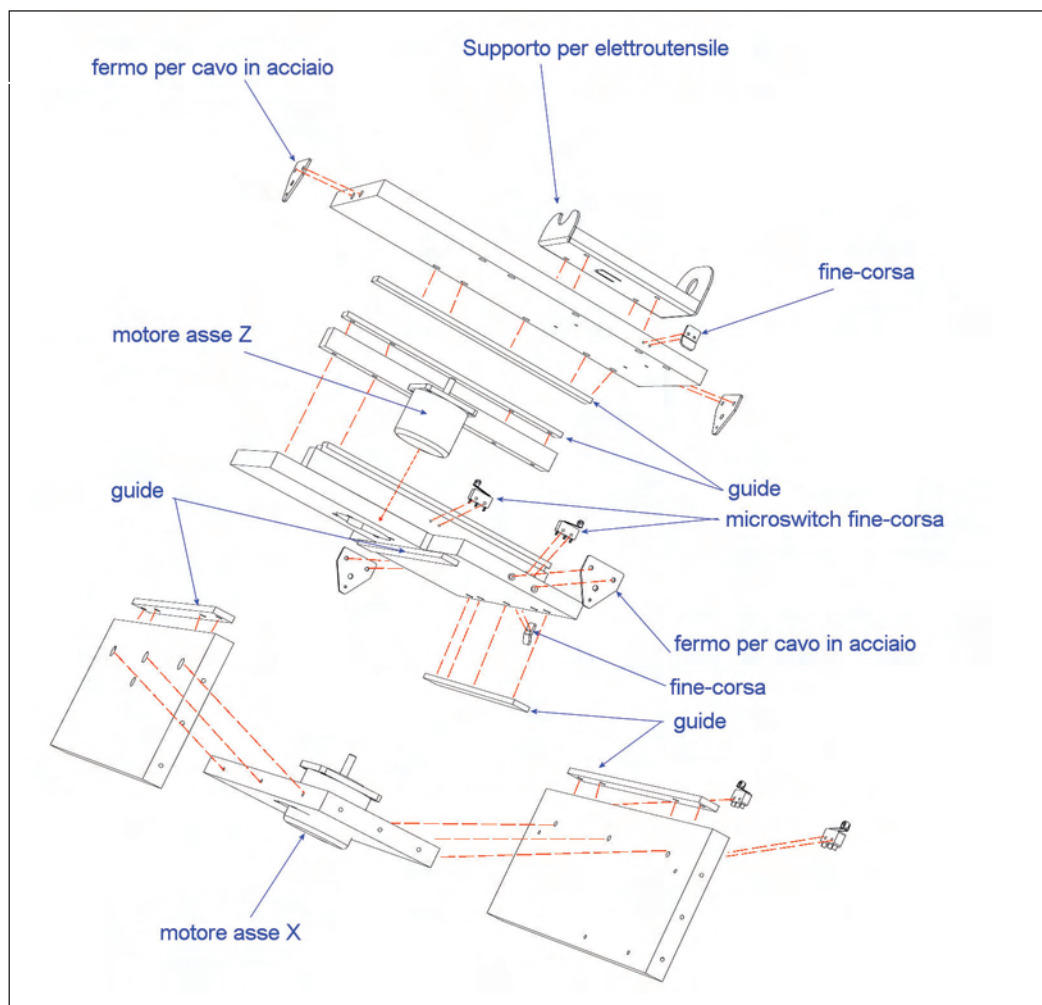 Supporto per elettroutensile
fermo per cavo in acciaio
fine-corsa
motore asse Z
guide
guide
microswitch fine-corsa
fermo per cavo in acciaio
fine-corsa
guide
motore asse X